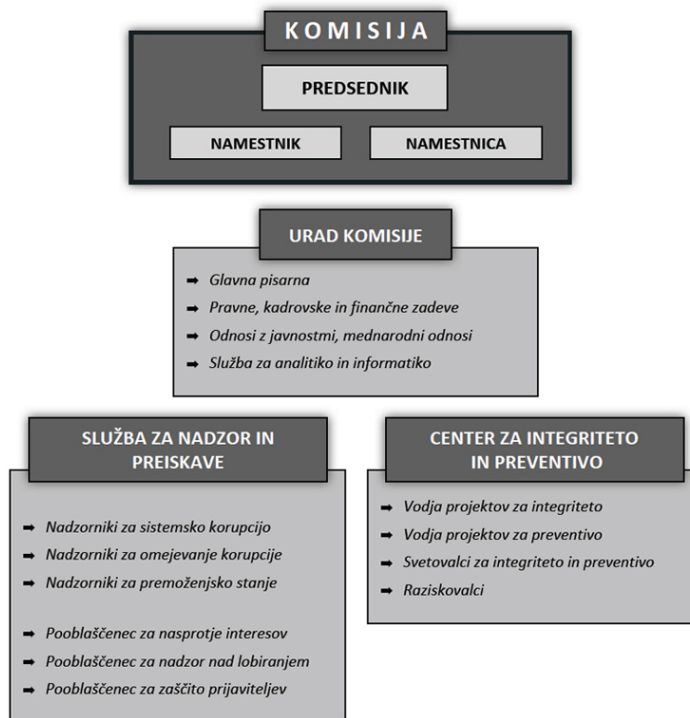 KOMISIJA
PREDSEDNIK
NAMESTNIK
NAMESTNICA
URAD KOMISIJE
➡ Glavna pisarna
➡ Pravne, kadrovske in finančne zadeve
➡ Odnosi z javnostmi, mednarodni odnosi
➡ Služba za analitiko in informatiko
SLUŽBA ZA NADZOR IN
PREISKAVE
➡ Nadzorniki za sistemsko korupcijo
➡ Nadzorniki za omejevanje korupcije
➡ Nadzorniki za premoženjsko stanje
➡ Pooblaščenec za nasprotje interesov
➡ Pooblaščenec za nadzor nad lobiranjem
➡ Pooblaščenec za zaščito prijaviteljev
CENTER ZA INTEGRITETO
IN PREVENTIVO
➡ Vodja projektov za integriteto
➡ Vodja projektov za preventivo
➡ Svetovalci za integriteto in preventivo
➡ Raziskovalci